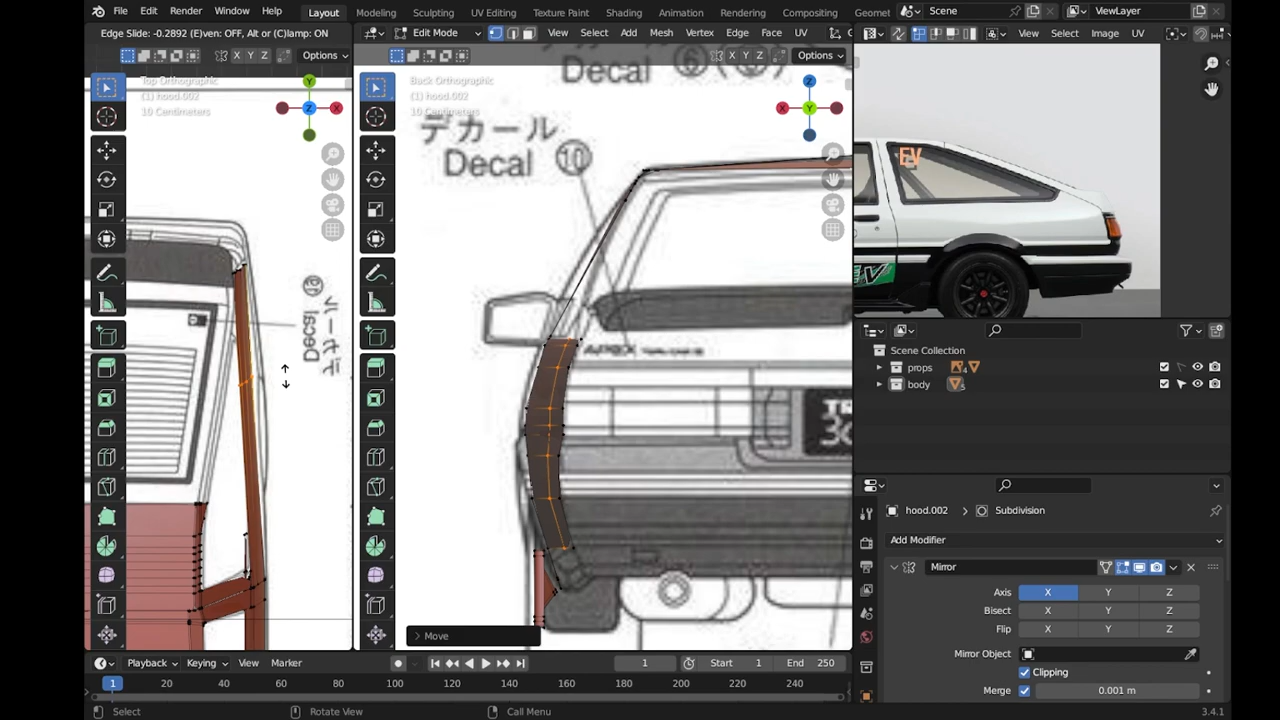 File Edit Render Window Help Layout Modeling Sculpting UV Editing Texture Paint Shading Animation Rendering Compositing Geomet Scene ViewLayer
Edge Slide: -0.2892 (E)ven: OFF, Alt or (C)lamp: ON
Edit Mode View Select Add Mesh Vertex Edge Face UV
View Select Image UV
X Y Z Options
X Y Z Options
Top Orthographic
(1) hood.002
10 Centimeters
Back Orthographic
(1) hood.002
10 Centimeters
Y
X
Z
Z
X
Y
Decal
デカール
Decal ⑩
デカール
Decal
Move
Scene Collection
props
body
hood.002 Subdivision
Add Modifier
Mirror
Axis X Y Z
Bisect X Y Z
Flip X Y Z
Mirror Object
Clipping
Merge 0.001 m
Playback Keying View Marker 1 Start 1 End 250
1 20 40 60 80 100 120 140 160 180 200 220 240
Select Rotate View Call Menu 3.4.1